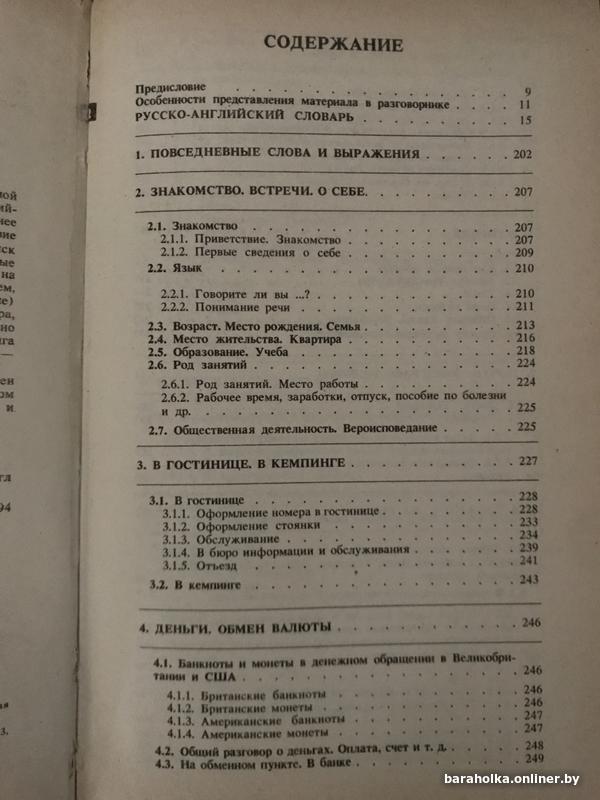 СОДЕРЖАНИЕ
Предисловие . . . . . . . . . . . . . . . . . 9
Особенности представления материала в разговорнике . . . . 11
РУССКО-АНГЛИЙСКИЙ СЛОВАРЬ . . . . . . . . . 15
1. ПОВСЕДНЕВНЫЕ СЛОВА И ВЫРАЖЕНИЯ . . . . . . 202
2. ЗНАКОМСТВО. ВСТРЕЧИ. О СЕБЕ. . . . . . . . . . 207
2.1. Знакомство . . . . . . . . . . . . . . . 207
2.1.1. Приветствие. Знакомство . . . . . . . . . . 207
2.1.2. Первые сведения о себе . . . . . . . . . . 209
2.2. Язык . . . . . . . . . . . . . . . . . 210
2.2.1. Говорите ли вы ...? . . . . . . . . . . . 210
2.2.2. Понимание речи . . . . . . . . . . . . 211
2.3. Возраст. Место рождения. Семья . . . . . . . . . 213
2.4. Место жительства. Квартира . . . . . . . . . . 216
2.5. Образование. Учеба . . . . . . . . . . . . . 218
2.6. Род занятий . . . . . . . . . . . . . . . 224
2.6.1. Род занятий. Место работы . . . . . . . . . 224
2.6.2. Рабочее время, заработки, отпуск, пособие по болезни
и др. . . . . . . . . . . . . . . . . . 225
2.7. Общественная деятельность. Вероисповедание . . . . . 225
3. В ГОСТИНИЦЕ. В КЕМПИНГЕ . . . . . . . . . . . 227
3.1. В гостинице . . . . . . . . . . . . . . . 228
3.1.1. Оформление номера в гостинице . . . . . . . . 228
3.1.2. Оформление стоянки . . . . . . . . . . . 233
3.1.3. Обслуживание . . . . . . . . . . . . . 234
3.1.4. В бюро информации и обслуживания . . . . . . 239
3.1.5. Отъезд . . . . . . . . . . . . . . . 241
3.2. В кемпинге . . . . . . . . . . . . . . . 243
4. ДЕНЬГИ. ОБМЕН ВАЛЮТЫ . . . . . . . . . . . . 246
4.1. Банкноты и монеты в денежном обращении в Великобри-
тании и США . . . . . . . . . . . . . . . 246
4.1.1. Британские банкноты . . . . . . . . . . . 246
4.1.2. Британские монеты . . . . . . . . . . . 246
4.1.3. Американские банкноты . . . . . . . . . . 247
4.1.4. Американские монеты . . . . . . . . . . . 247
4.2. Общий разговор о деньгах. Оплата, счет и т. д. . . . . . 248
4.3. На обменном пункте. В банке . . . . . . . . . . 249
baraholka.onliner.by